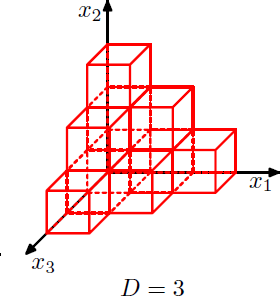 x₂
x₁
x₃
D = 3